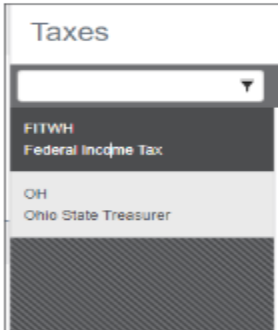 Taxes
FITWH
Federal Income Tax
OH
Ohio State Treasurer